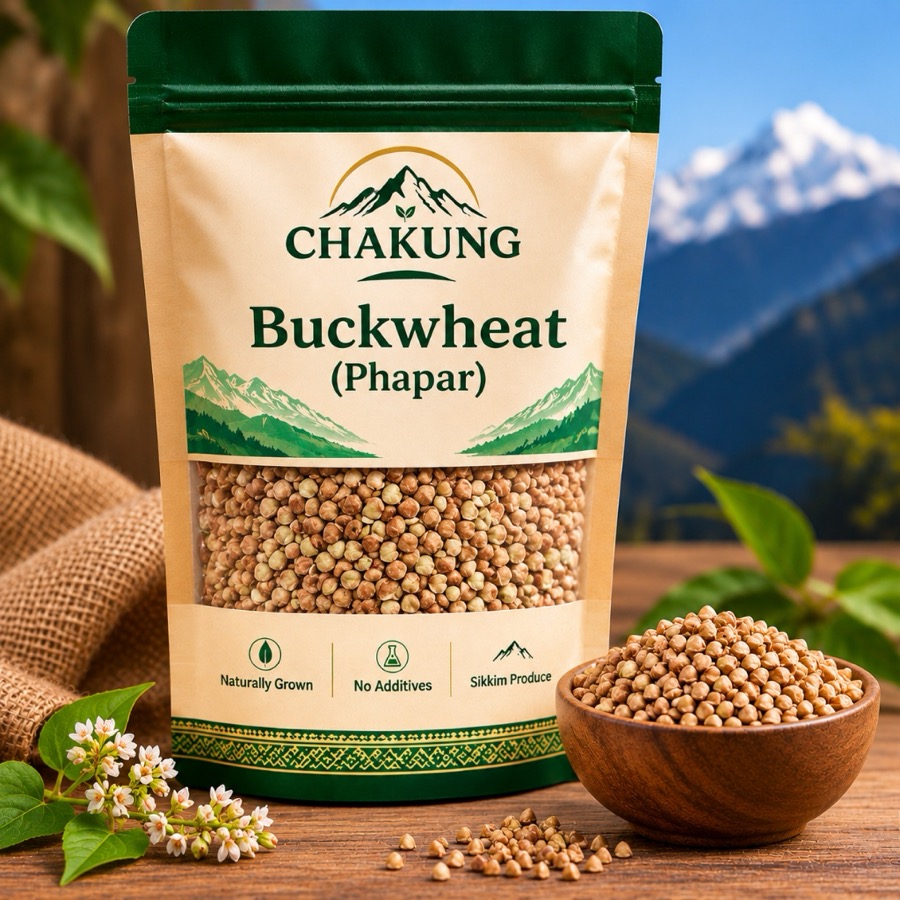 CHAKUNG
Buckwheat
(Phapar)
Naturally Grown
No Additives
Sikkim Produce